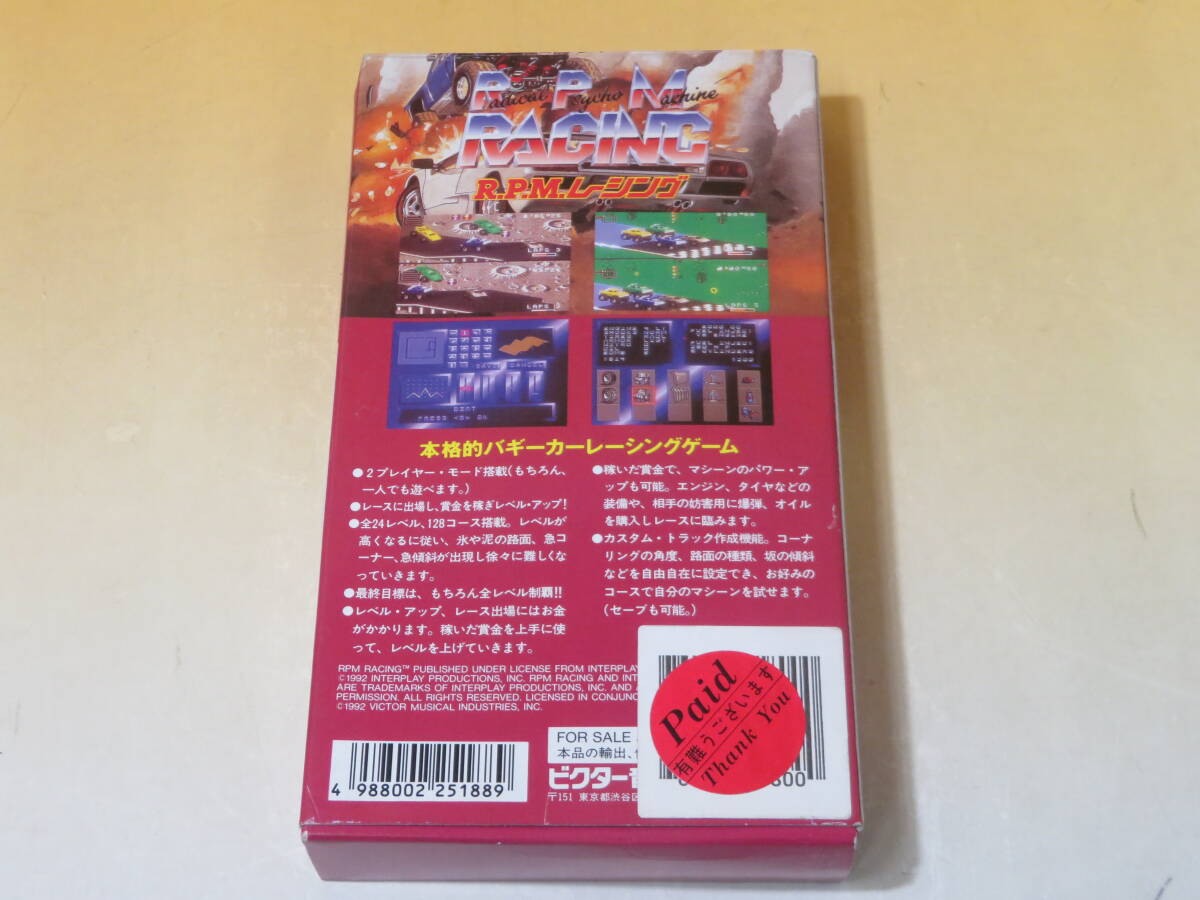 R P M
Radical Psycho Machine
RACING
R.P.M.レーシング
LAPS
LAPS
LAPS
LAPS
本格的バギーカーレーシングゲーム
●2プレイヤー・モード搭載(もちろん、
一人でも遊べます。)
●レースに出場し、賞金を稼ぎレベル・アップ!
●全24レベル、128コース搭載。レベルが
高くなるに従い、氷や泥の路面、急コ
ーナー、急傾斜が出現し徐々に難しくな
っていきます。
●最終目標は、もちろん全レベル制覇!!
●レベル・アップ、レース出場にはお金
がかかります。稼いだ賞金を上手に使
って、レベルを上げていきます。
●稼いだ賞金で、マシーンのパワー・ア
ップも可能。エンジン、タイヤなどの
装備や、相手の妨害用に爆弾、オイル
を購入しレースに臨みます。
●カスタム・トラック作成機能。コーナ
リングの角度、路面の種類、坂の傾斜
などを自由自在に設定でき、お好みの
コースで自分のマシーンを試せます。
(セーブも可能。)
RPM RACING™ PUBLISHED UNDER LICENSE FROM INTERPLAY
©1992 INTERPLAY PRODUCTIONS, INC. RPM RACING AND INT
ARE TRADEMARKS OF INTERPLAY PRODUCTIONS, INC. AND
PERMISSION. ALL RIGHTS RESERVED. LICENSED IN CONJUNC
©1992 VICTOR MUSICAL INDUSTRIES, INC.
4 988002 251889
FOR SALE
本品の輸出、
ビクター
〒151 東京都渋谷区
Paid
有難うございます
Thank You